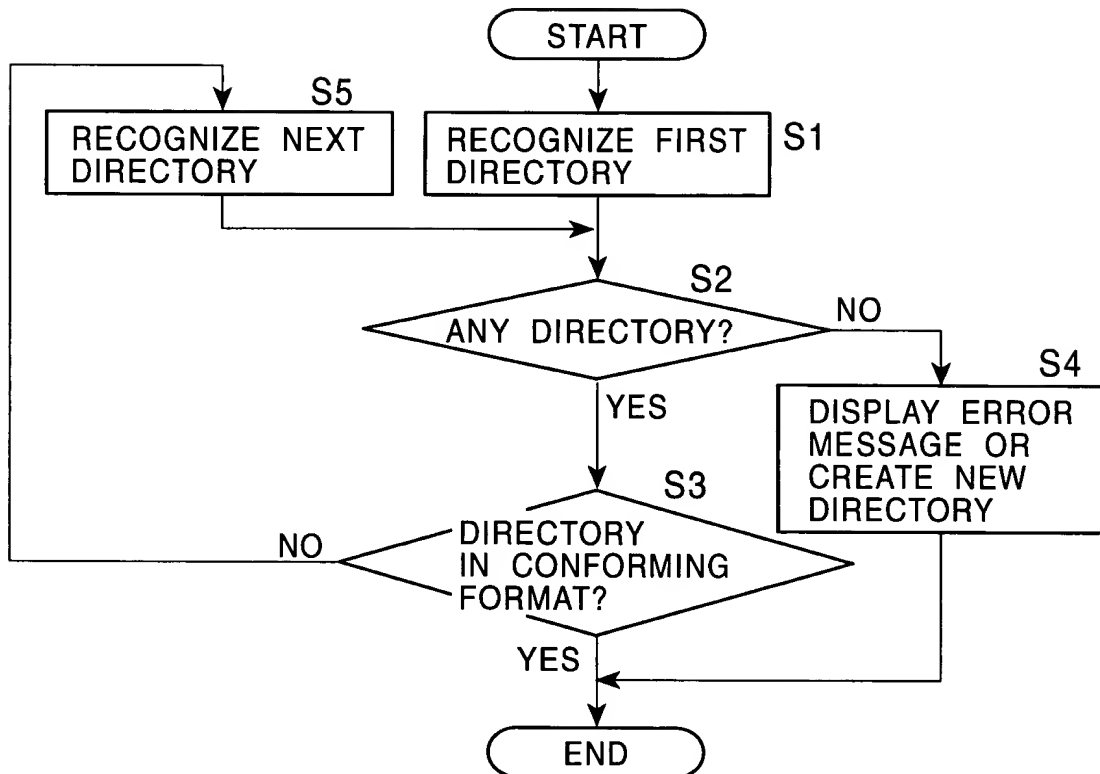 START
S5
RECOGNIZE NEXT
DIRECTORY
RECOGNIZE FIRST
DIRECTORY
S1
S2
ANY DIRECTORY?
NO
YES
S4
DISPLAY ERROR
MESSAGE OR
CREATE NEW
DIRECTORY
S3
DIRECTORY
IN CONFORMING
FORMAT?
NO
YES
END